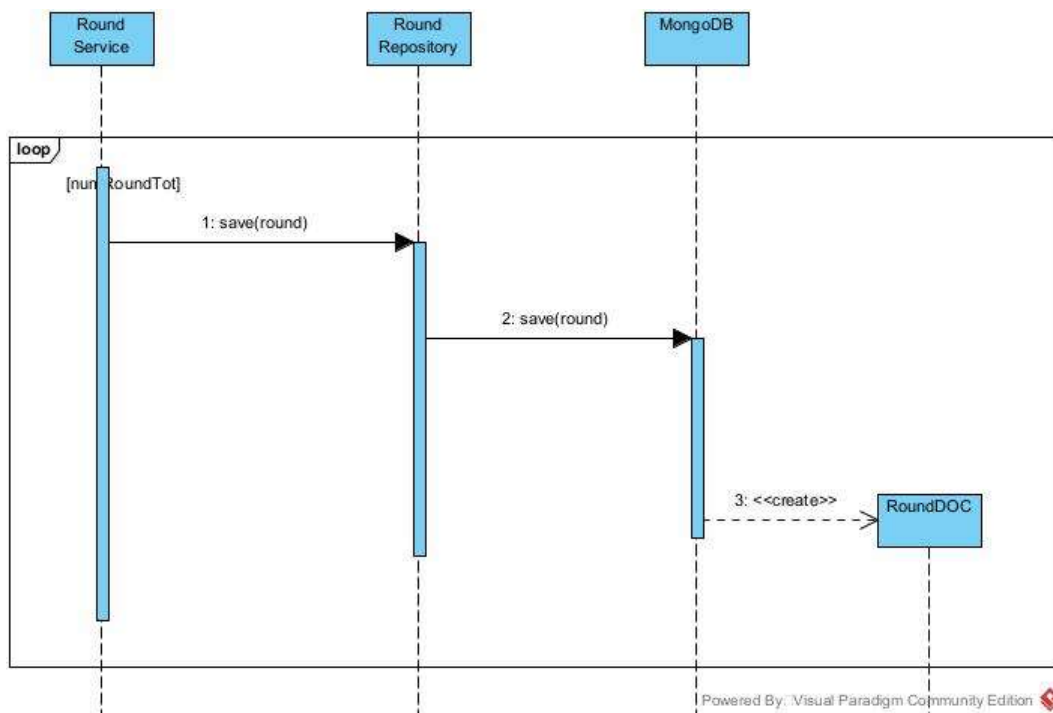 Round
Service
Round
Repository
MongoDB
loop
1: save(round)
2: save(round)
3: <<create>>
RoundDOC
Powered By: Visual Paradigm Community Edition